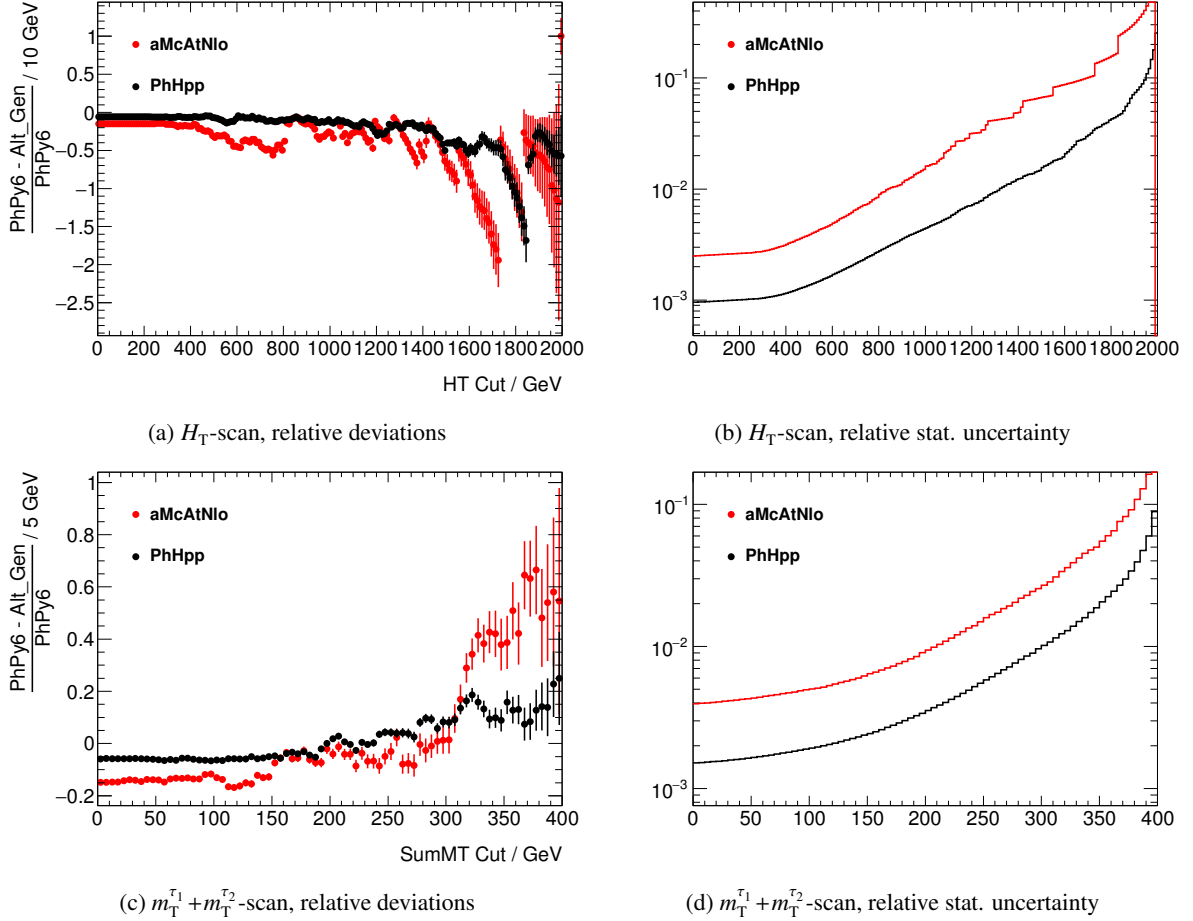 PhPy6 - Alt_Gen / 10 GeV
PhPy6
1
0.5
0
−0.5
−1
−1.5
−2
−2.5
aMcAtNlo
PhHpp
0 200 400 600 800 1000 1200 1400 1600 1800 2000
HT Cut / GeV
10−1
10−2
10−3
aMcAtNlo
PhHpp
0 200 400 600 800 1000 1200 1400 1600 1800 2000
(a) HT-scan, relative deviations
(b) HT-scan, relative stat. uncertainty
PhPy6 - Alt_Gen / 5 GeV
PhPy6
1
0.8
0.6
0.4
0.2
0
−0.2
aMcAtNlo
PhHpp
0 50 100 150 200 250 300 350 400
SumMT Cut / GeV
10−1
10−2
10−3
aMcAtNlo
PhHpp
0 50 100 150 200 250 300 350 400
(c) mTτ1+mTτ2-scan, relative deviations
(d) mTτ1+mTτ2-scan, relative stat. uncertainty